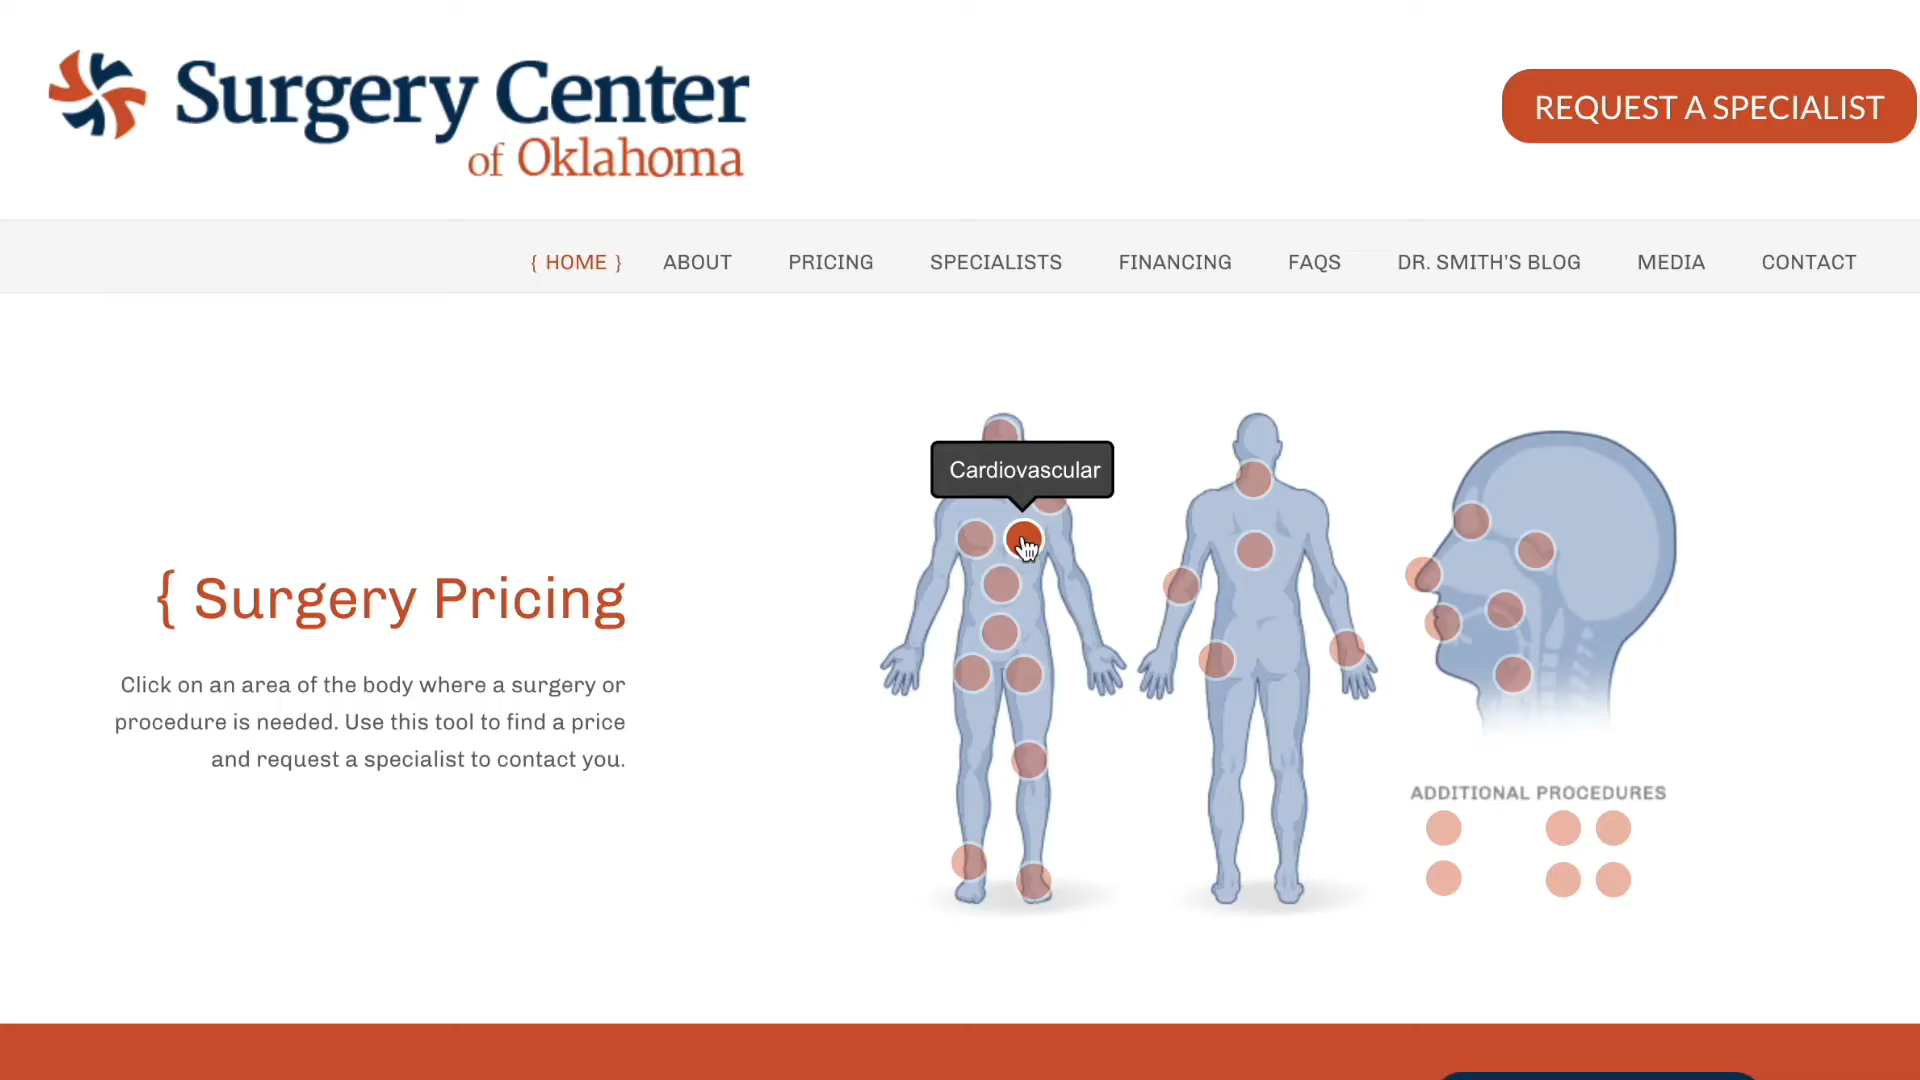 Surgery Center
of Oklahoma
REQUEST A SPECIALIST
{ HOME }
ABOUT
PRICING
SPECIALISTS
FINANCING
FAQS
DR. SMITH'S BLOG
MEDIA
CONTACT
Cardiovascular
{ Surgery Pricing
Click on an area of the body where a surgery or
procedure is needed. Use this tool to find a price
and request a specialist to contact you.
ADDITIONAL PROCEDURES